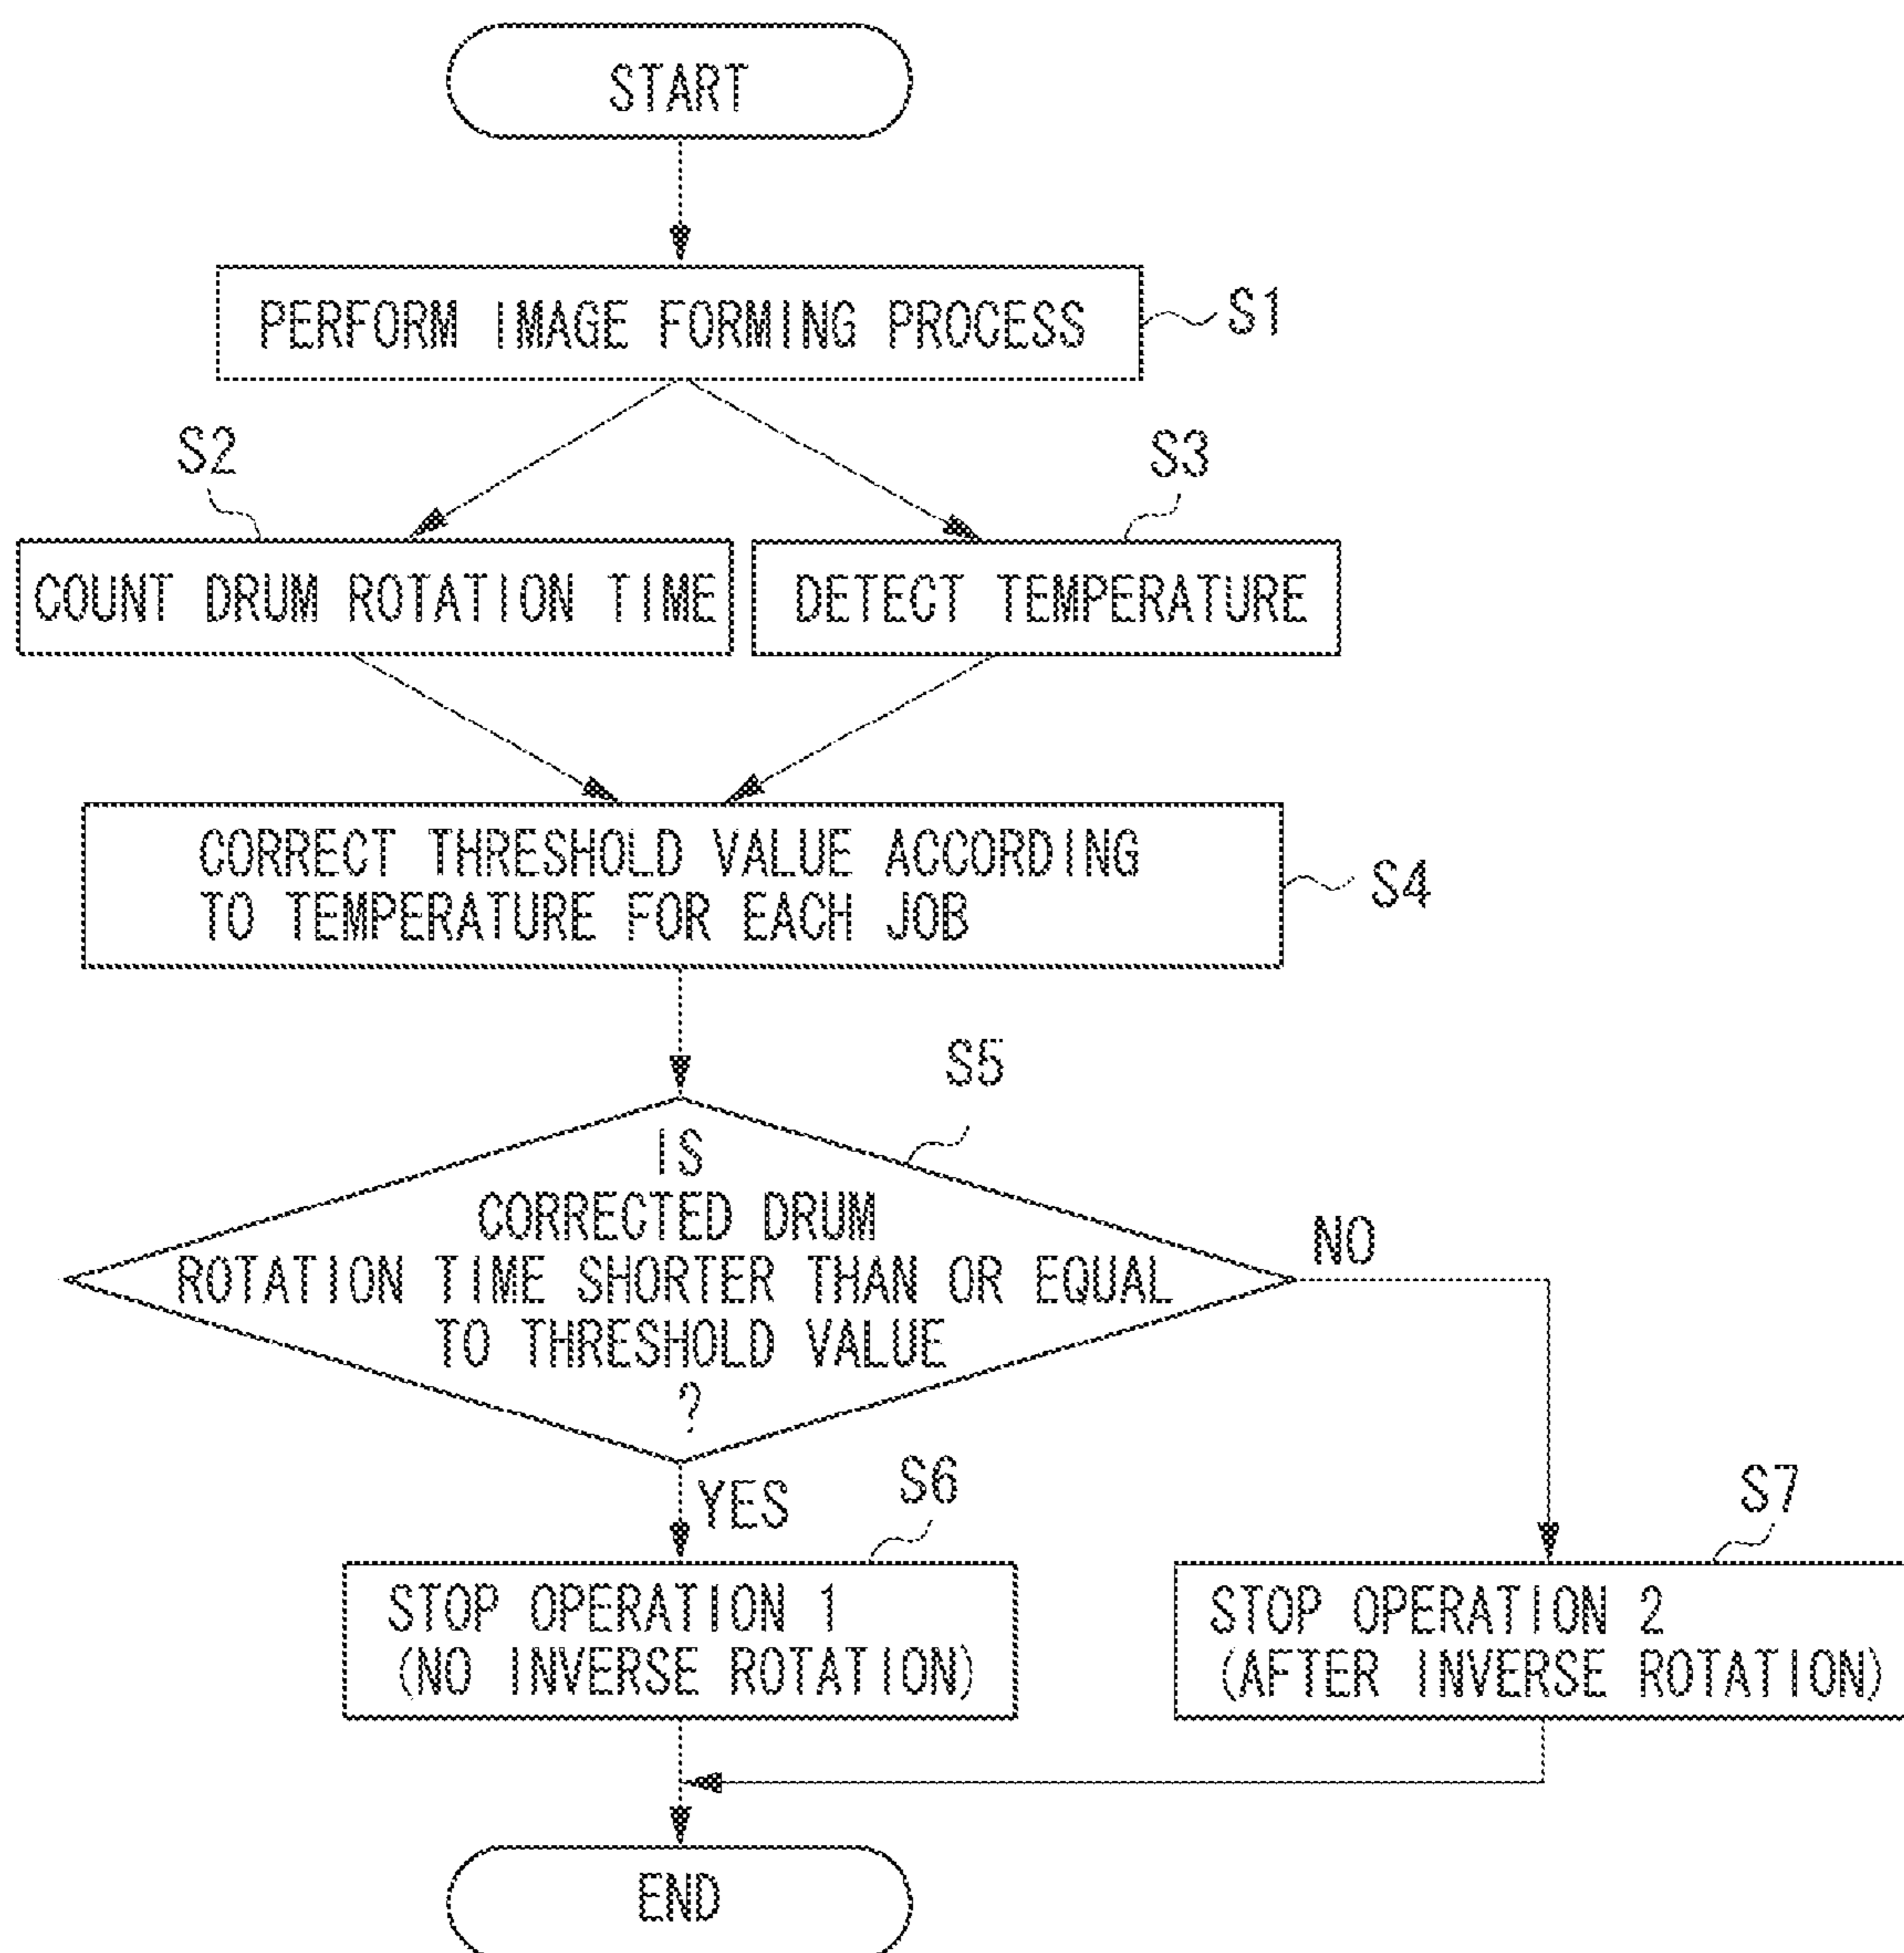 START
PERFORM IMAGE FORMING PROCESS
S1
S2
S3
COUNT DRUM ROTATION TIME
DETECT TEMPERATURE
CORRECT THRESHOLD VALUE ACCORDING
TO TEMPERATURE FOR EACH JOB
S4
S5
IS
CORRECTED DRUM
ROTATION TIME SHORTER THAN OR EQUAL
TO THRESHOLD VALUE
?
NO
YES
S6
S7
STOP OPERATION 1
(NO INVERSE ROTATION)
STOP OPERATION 2
(AFTER INVERSE ROTATION)
END